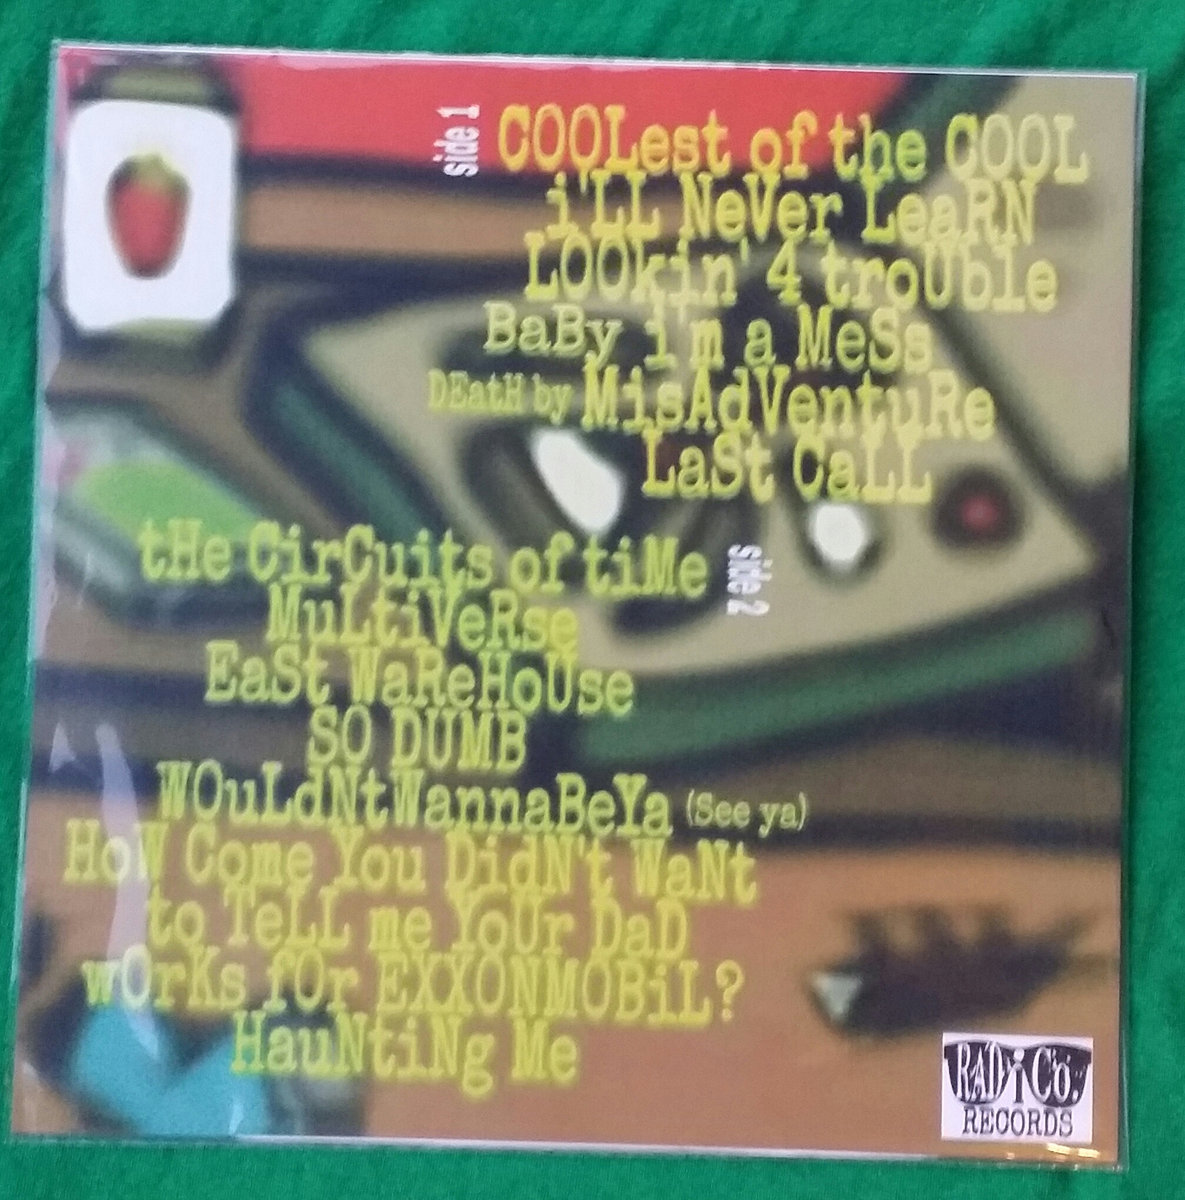 side 1
COOLest of the COOL
i'LL NeVer LeaRN
LOOkin' 4 troUble
BaBy i'm a MeSs
DEatH by MisAdVentuRe
LaSt CaLL
side 2
tHe CirCuits of tiMe
MuLtiVeRse
EaSt WaReHoUse
SO DUMB
WOuLdNtWannaBeYa (See ya)
HoW Come You DidN't WaNt
to TeLL me YoUr DaD
wOrKs fOr EXXONMOBiL?
HauNtiNg Me
RADiCo.
RECORDS